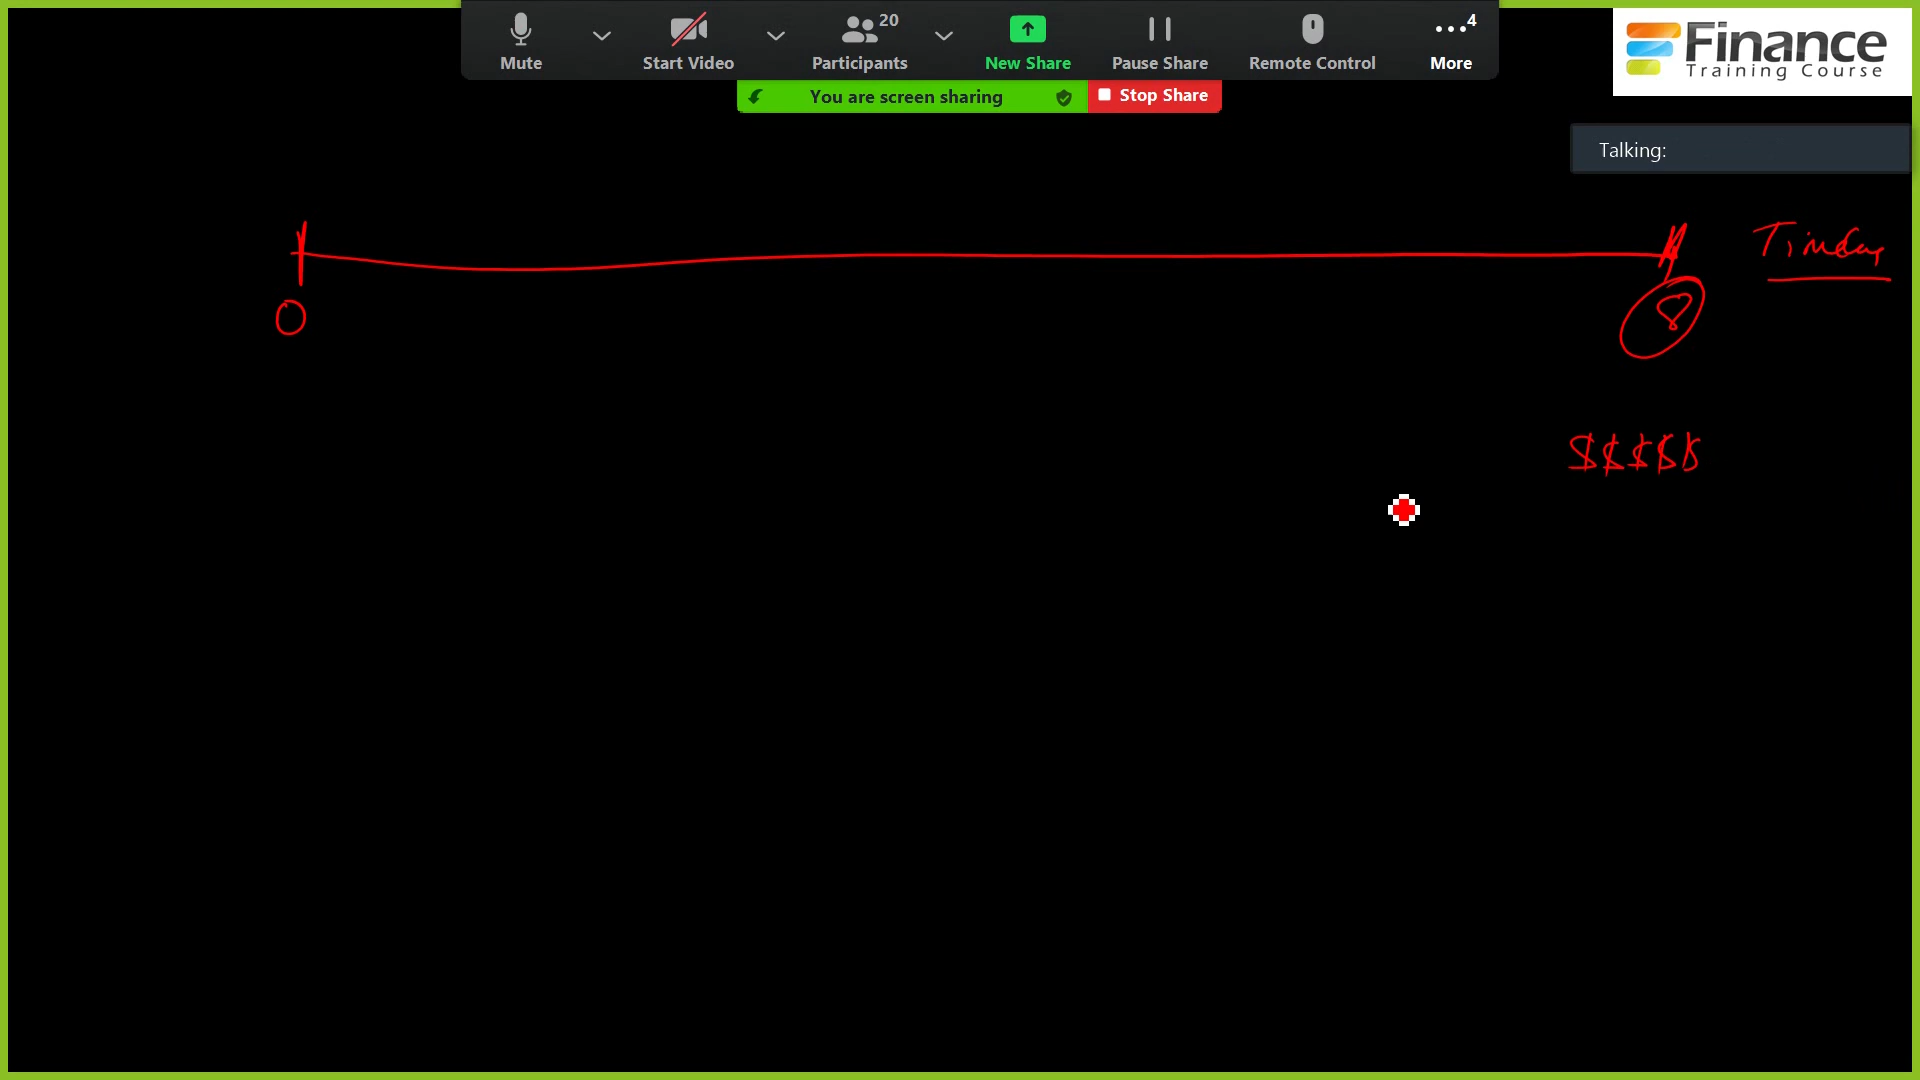 20
4
Mute
Start Video
Participants
New Share
Pause Share
Remote Control
More
Finance
Training Course
You are screen sharing
Stop Share
Talking:
0
8
$$$$$